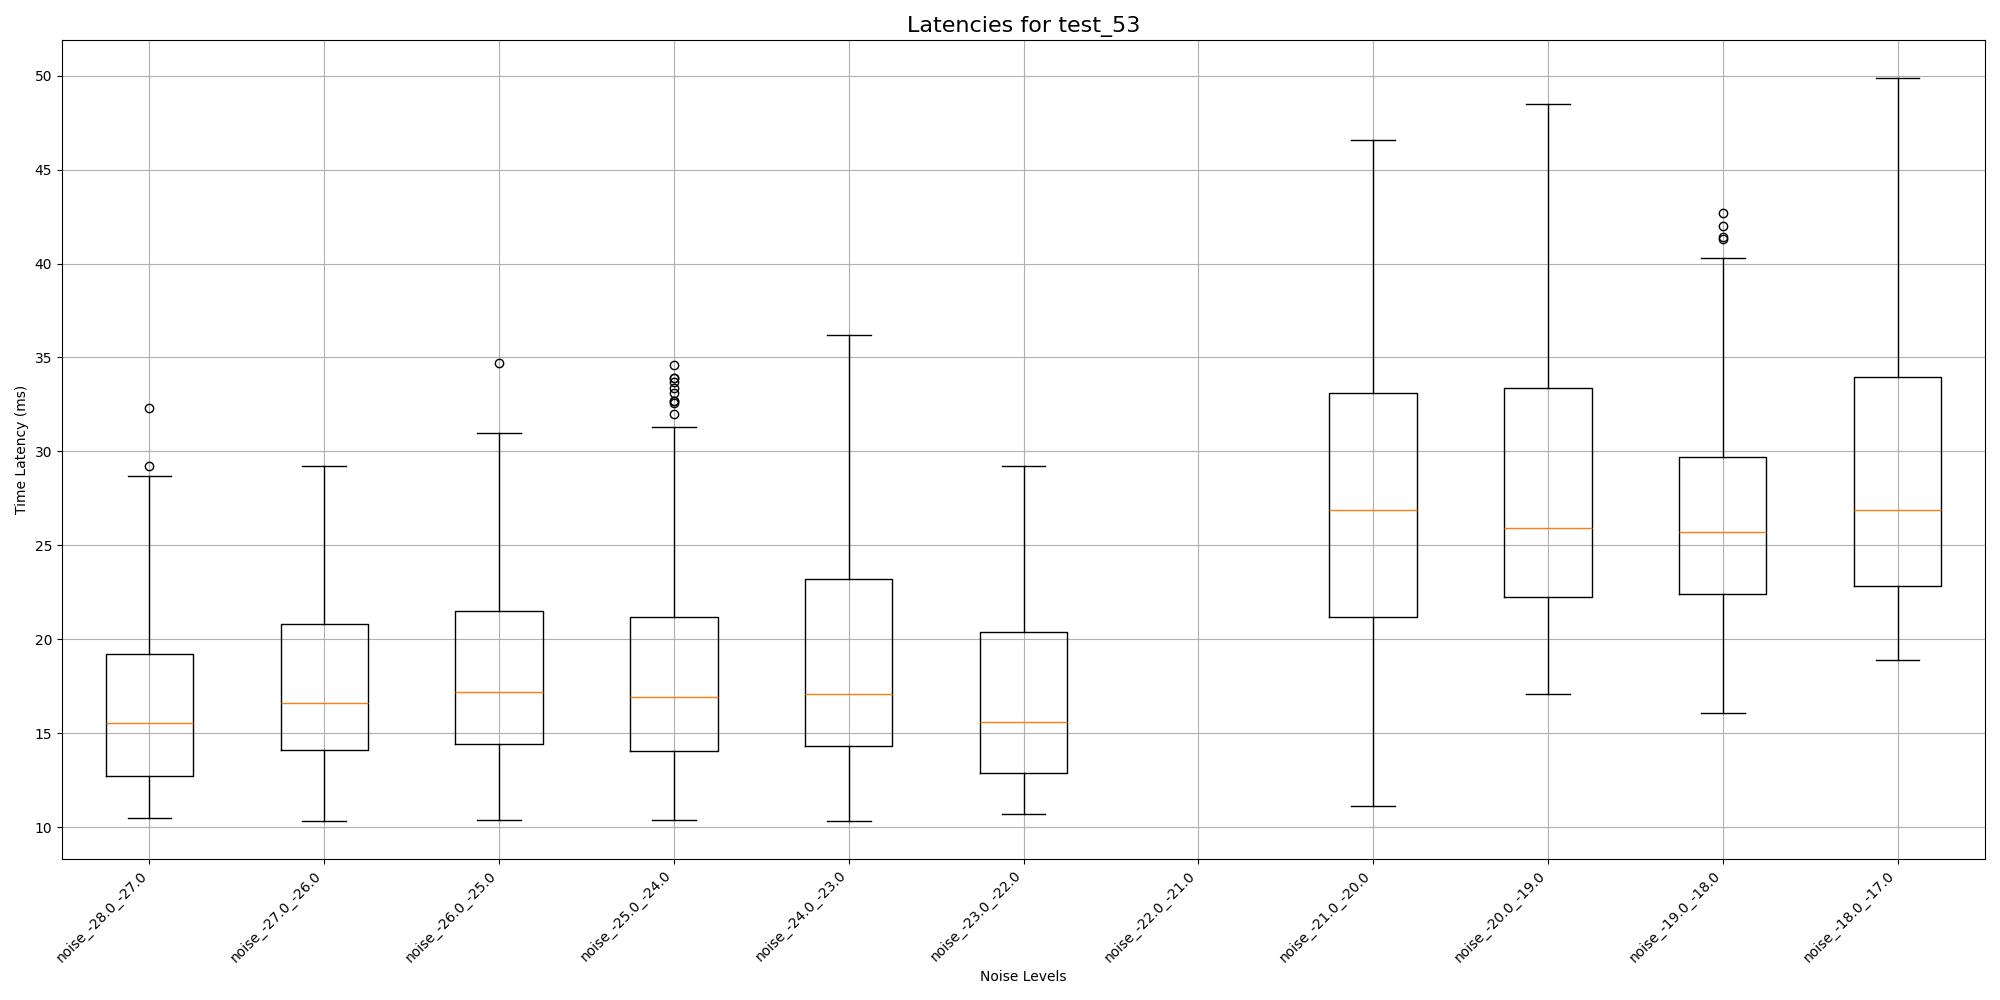 Latencies for test_53
Time Latency (ms)
50
45
40
35
30
25
20
15
10
noise_-28.0_-27.0
noise_-27.0_-26.0
noise_-26.0_-25.0
noise_-25.0_-24.0
noise_-24.0_-23.0
noise_-23.0_-22.0
noise_-22.0_-21.0
noise_-21.0_-20.0
noise_-20.0_-19.0
noise_-19.0_-18.0
noise_-18.0_-17.0
Noise Levels